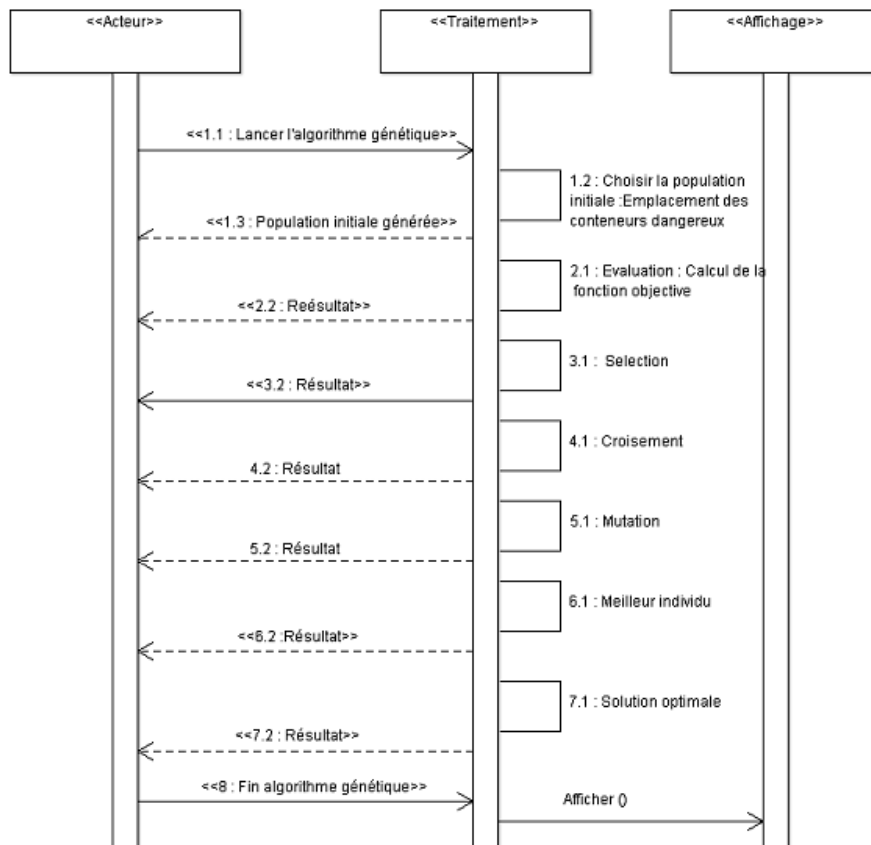 <<Acteur>>
<<Traitement>>
<<Affichage>>
<<1.1 : Lancer l'algorithme génétique>>
1.2 : Choisir la population
initiale :Emplacement des
conteneurs dangereux
<<1.3 : Population initiale générée>>
2.1 : Evaluation : Calcul de la
fonction objective
<<2.2 : Reésultat>>
3.1 : Selection
<<3.2 : Résultat>>
4.1 : Croisement
4.2 : Résultat
5.1 : Mutation
5.2 : Résultat
6.1 : Meilleur individu
<<6.2 :Résultat>>
7.1 : Solution optimale
<<7.2 : Résultat>>
<<8 : Fin algorithme génétique>>
Afficher ()